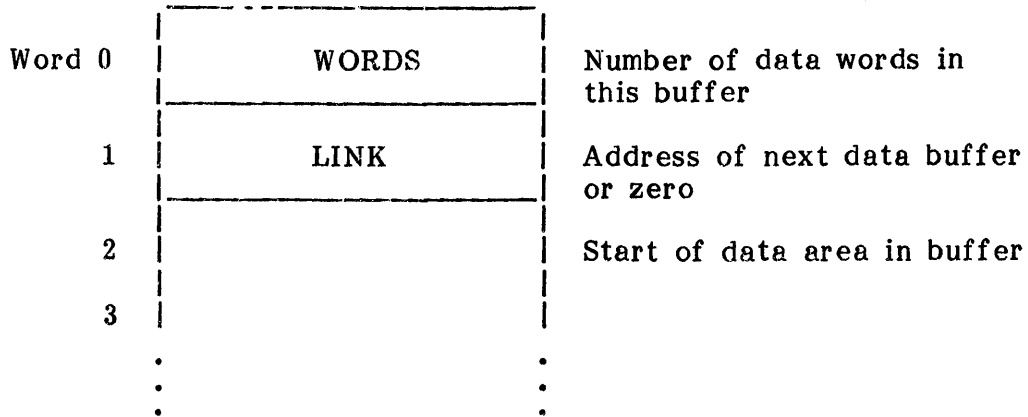 Word 0 WORDS Number of data words in
this buffer
1 LINK Address of next data buffer
or zero
2 Start of data area in buffer
3